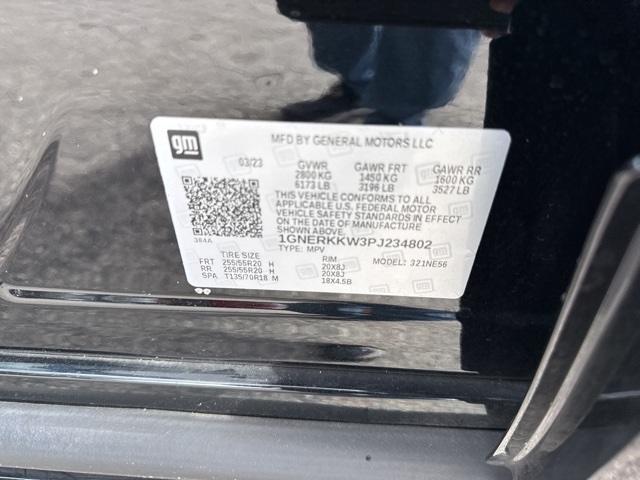 gm
MFD BY GENERAL MOTORS LLC
03/23 GVWR GAWR FRT GAWR RR
2800 KG 1450 KG 1600 KG
6173 LB 3196 LB 3527 LB
THIS VEHICLE CONFORMS TO ALL
APPLICABLE U.S. FEDERAL MOTOR
VEHICLE SAFETY STANDARDS IN EFFECT
ON THE DATE OF MANUFACTURE
SHOWN ABOVE.
384A 1GNERKKW3PJ234802
TYPE: MPV MODEL: 321NE56
TIRE SIZE RIM
FRT 255/55R20 H 20X8J
RR 255/55R20 H 20X8J
SPA T135/70R18 M 18X4.5B